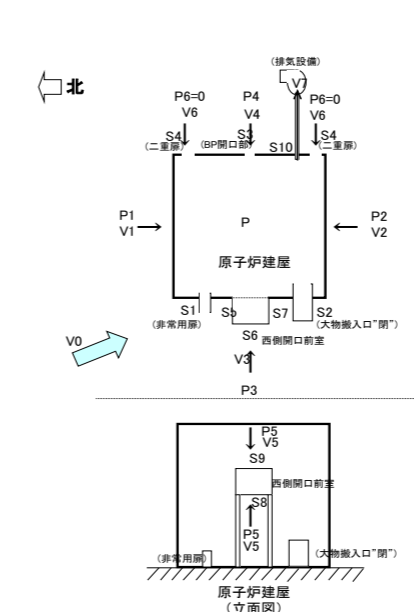 北
(排気設備)
V7
P6=0
V6
P4
V4
P6=0
V6
S4
(二重扉)
S3
(BP開口部)
S10
S4
(二重扉)
P1
V1
P
P2
V2
原子炉建屋
S1
(非常用扉)
S5
S7
S2
(大物搬入口"閉")
S6
西側開口前室
V0
V3
P3
P5
V5
S9
西側開口前室
S8
P5
V5
(非常用扉)
(大物搬入口"閉")
原子炉建屋
(立面図)